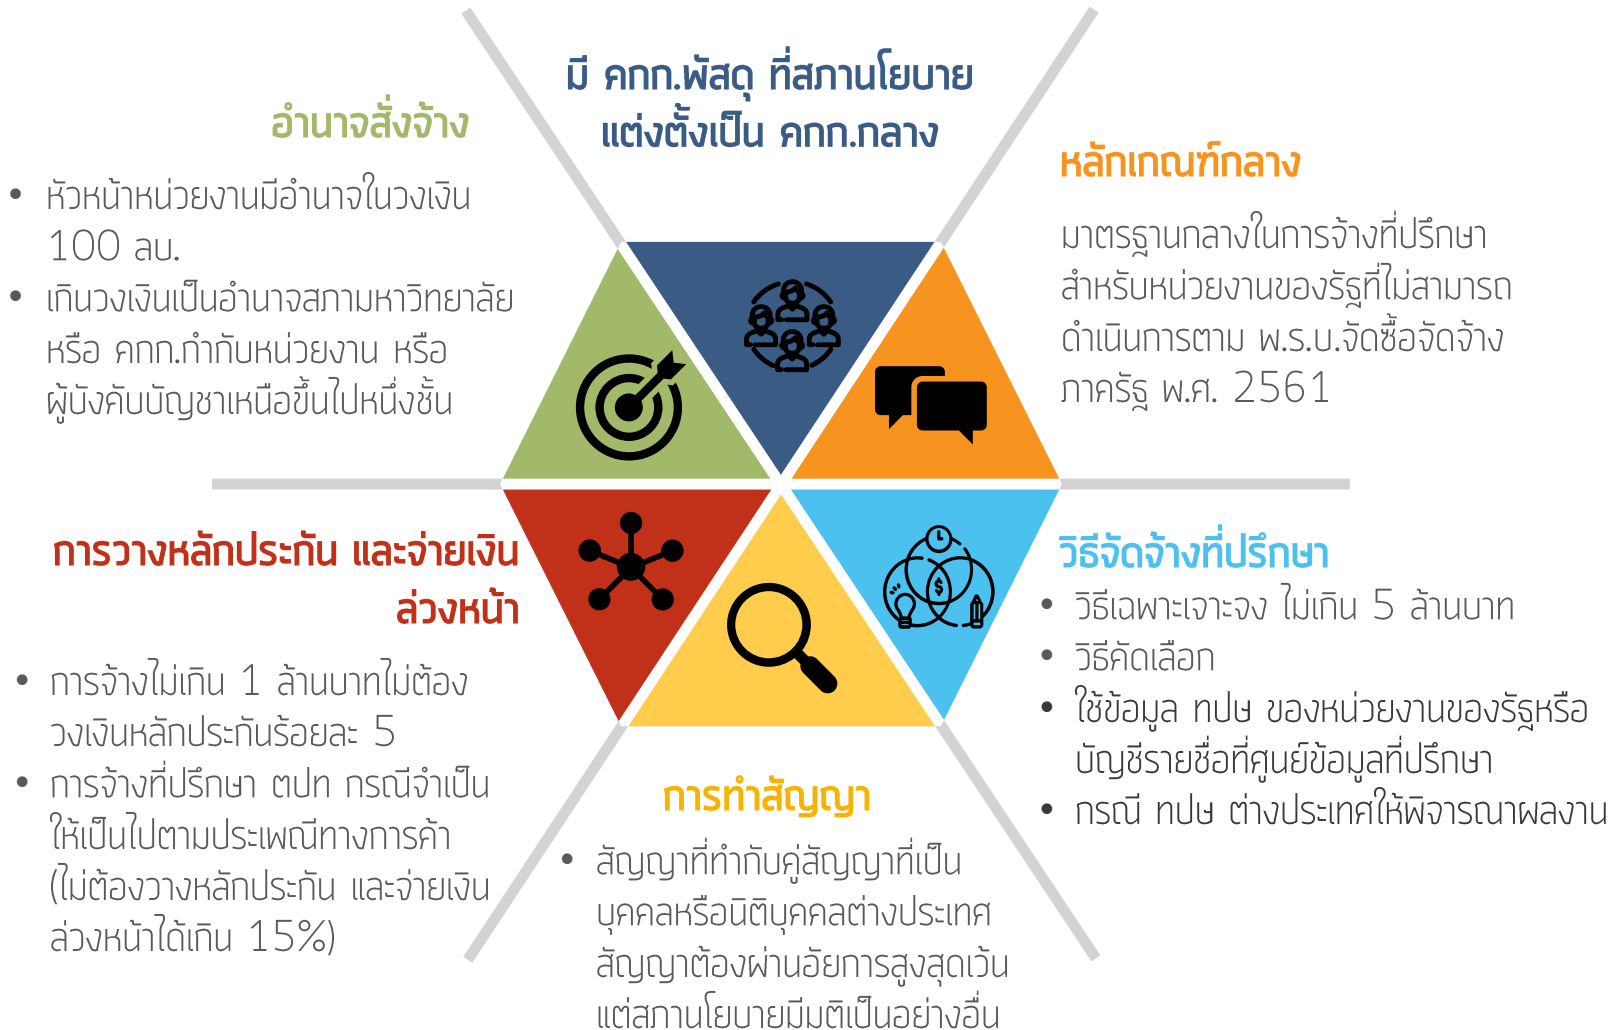 มี คกก.พัสดุ ที่สภานโยบาย
แต่งตั้งเป็น คกก.กลาง
อำนาจสั่งจ้าง
• หัวหน้าหน่วยงานมีอำนาจในวงเงิน
100 ลบ.
• เกินวงเงินเป็นอำนาจสภามหาวิทยาลัย
หรือ คกก.กำกับหน่วยงาน หรือ
ผู้บังคับบัญชาเหนือขึ้นไปหนึ่งชั้น
หลักเกณฑ์กลาง
มาตรฐานกลางในการจ้างที่ปรึกษา
สำหรับหน่วยงานของรัฐที่ไม่สามารถ
ดำเนินการตาม พ.ร.บ.จัดซื้อจัดจ้าง
ภาครัฐ พ.ศ. 2561
การวางหลักประกัน และจ่ายเงิน
ล่วงหน้า
• การจ้างไม่เกิน 1 ล้านบาทไม่ต้อง
วงเงินหลักประกันร้อยละ 5
• การจ้างที่ปรึกษา ตปท กรณีจำเป็น
ให้เป็นไปตามประเพณีทางการค้า
(ไม่ต้องวางหลักประกัน และจ่ายเงิน
ล่วงหน้าได้เกิน 15%)
วิธีจัดจ้างที่ปรึกษา
• วิธีเฉพาะเจาะจง ไม่เกิน 5 ล้านบาท
• วิธีคัดเลือก
• ใช้ข้อมูล ทปษ ของหน่วยงานของรัฐหรือ
บัญชีรายชื่อที่ศูนย์ข้อมูลที่ปรึกษา
• กรณี ทปษ ต่างประเทศให้พิจารณาผลงาน
การทำสัญญา
• สัญญาที่ทำกับคู่สัญญาที่เป็น
บุคคลหรือนิติบุคคลต่างประเทศ
สัญญาต้องผ่านอัยการสูงสุดเว้น
แต่สภานโยบายมีมติเป็นอย่างอื่น